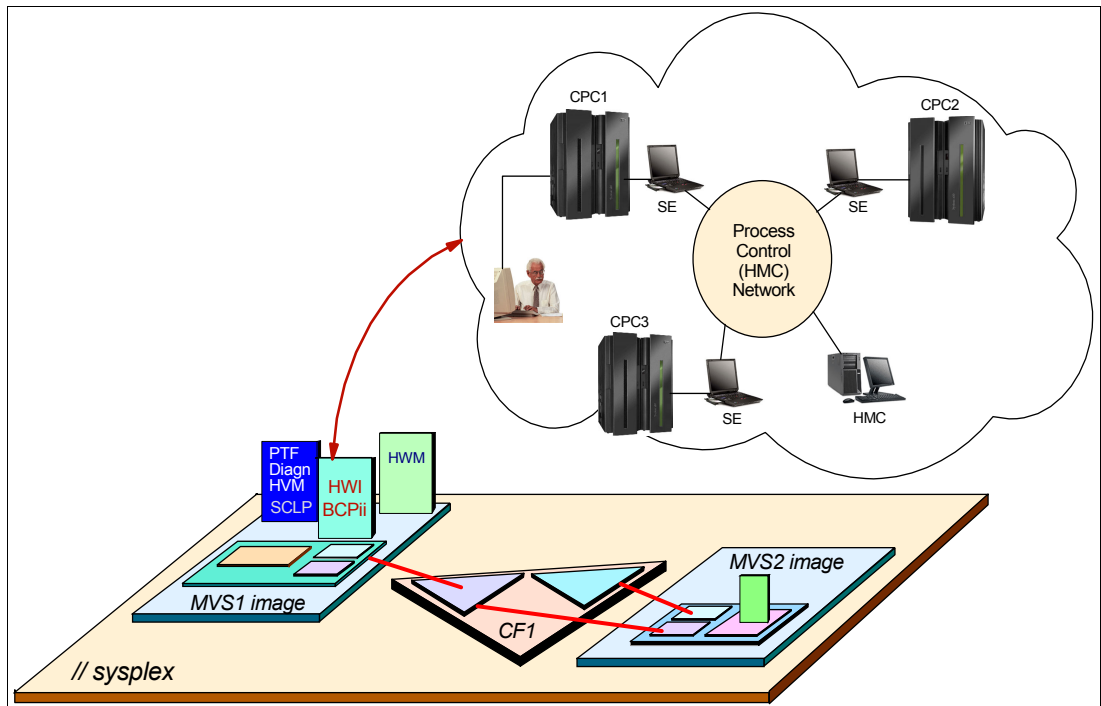 CPC1
CPC2
SE
SE
Process
Control
(HMC)
Network
CPC3
SE
HMC
PTF
Diagn
HVM
SCLP
HWI
BCPii
HWM
MVS1 image
MVS2 image
CF1
// sysplex